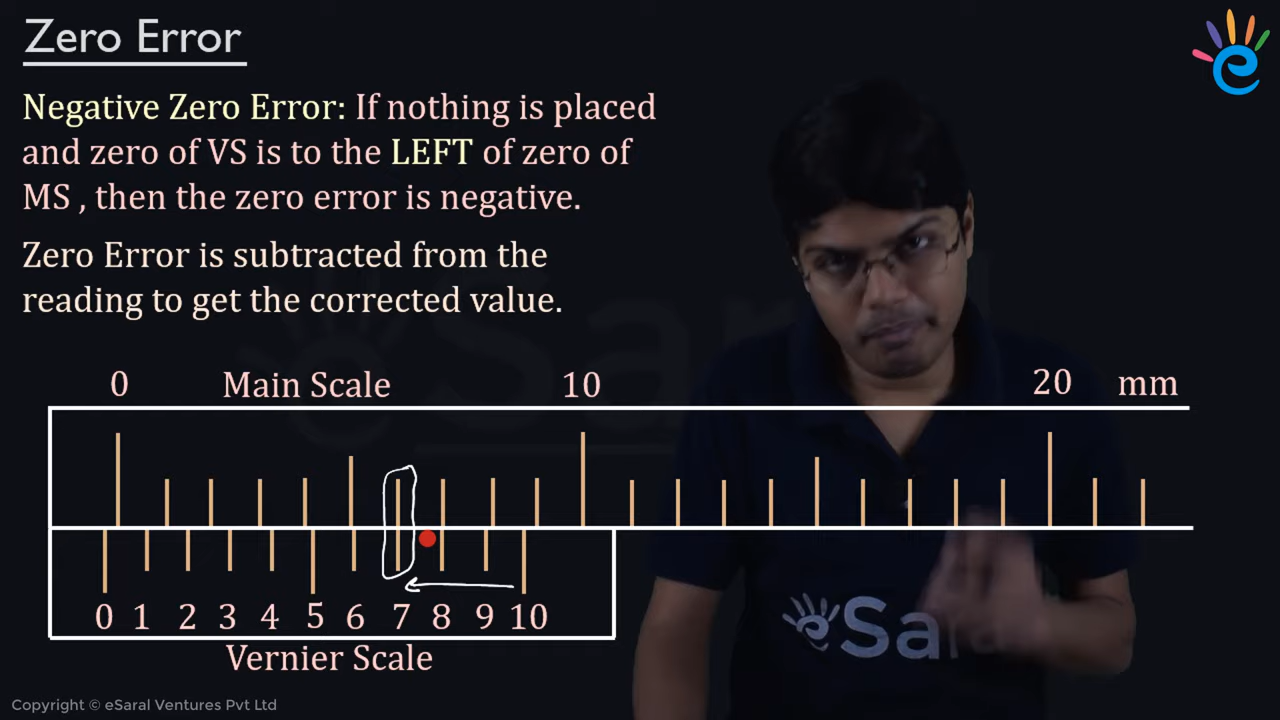 Zero Error
Negative Zero Error: If nothing is placed
and zero of VS is to the LEFT of zero of
MS , then the zero error is negative.
Zero Error is subtracted from the
reading to get the corrected value.
0 Main Scale 10 20 mm
0 1 2 3 4 5 6 7 8 9 10
Vernier Scale
eSaral
Copyright © eSaral Ventures Pvt Ltd